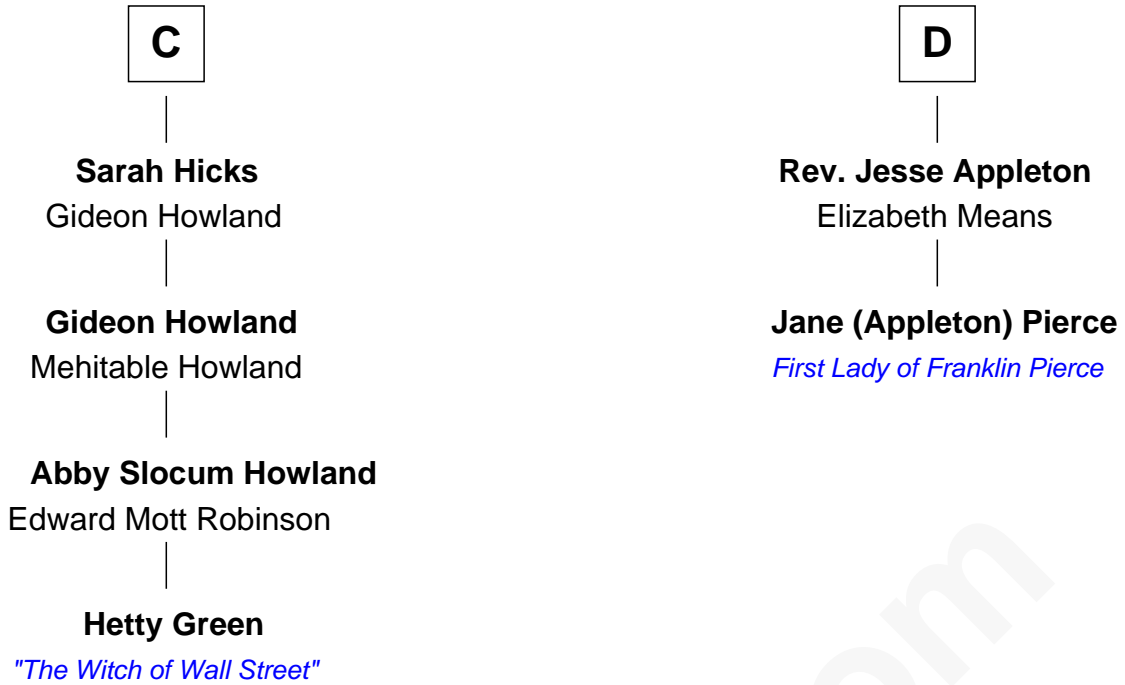 C
Sarah Hicks
Gideon Howland
Gideon Howland
Mehitable Howland
Abby Slocum Howland
Edward Mott Robinson
Hetty Green
"The Witch of Wall Street"
D
Rev. Jesse Appleton
Elizabeth Means
Jane (Appleton) Pierce
First Lady of Franklin Pierce
om